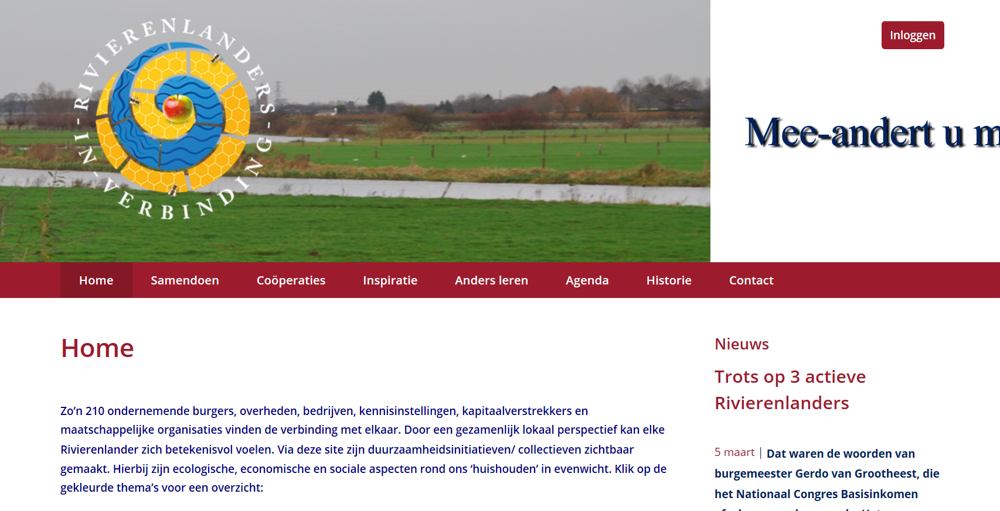 RIVIERENLANDERS - IN - VERBINDING -
Inloggen
Mee-andert u m
Home Samendoen Coöperaties Inspiratie Anders leren Agenda Historie Contact
Home
Zo’n 210 ondernemende burgers, overheden, bedrijven, kennisinstellingen, kapitaalverstrekkers en
maatschappelijke organisaties vinden de verbinding met elkaar. Door een gezamenlijk lokaal perspectief kan elke
Rivierenlander zich betekenisvol voelen. Via deze site zijn duurzaamheidsinitiatieven/ collectieven zichtbaar
gemaakt. Hierbij zijn ecologische, economische en sociale aspecten rond ons ‘huishouden’ in evenwicht. Klik op de
gekleurde thema’s voor een overzicht:
Nieuws
Trots op 3 actieve
Rivierenlanders
5 maart | Dat waren de woorden van
burgemeester Gerdo van Grootheest, die
het Nationaal Congres Basisinkomen